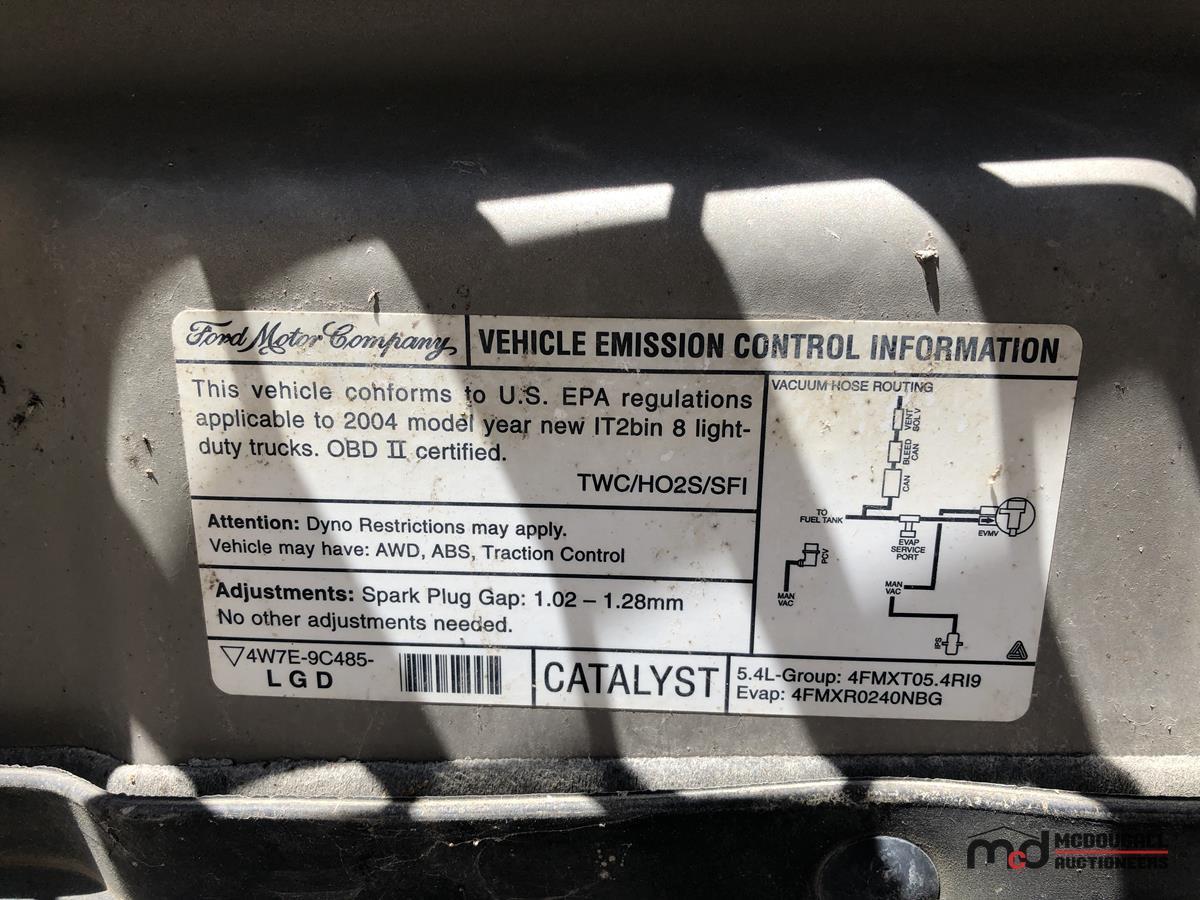 Ford Motor Company
VEHICLE EMISSION CONTROL INFORMATION
This vehicle conforms to U.S. EPA regulations
applicable to 2004 model year new IT2bin 8 light-
duty trucks. OBD II certified.
TWC/HO2S/SFI
Attention: Dyno Restrictions may apply.
Vehicle may have: AWD, ABS, Traction Control
Adjustments: Spark Plug Gap: 1.02 – 1.28mm
No other adjustments needed.
VACUUM HOSE ROUTING
VENT
SOL V
BLEED
CAN
CAN
TO
FUEL TANK
EVAP
SERVICE
PORT
EVMV
PCV
MAN
VAC
MAN
VAC
IPS
4W7E-9C485-
L G D
CATALYST
5.4L-Group: 4FMXT05.4RI9
Evap: 4FMXR0240NBG
mcd MCDOUGALL
AUCTIONEERS